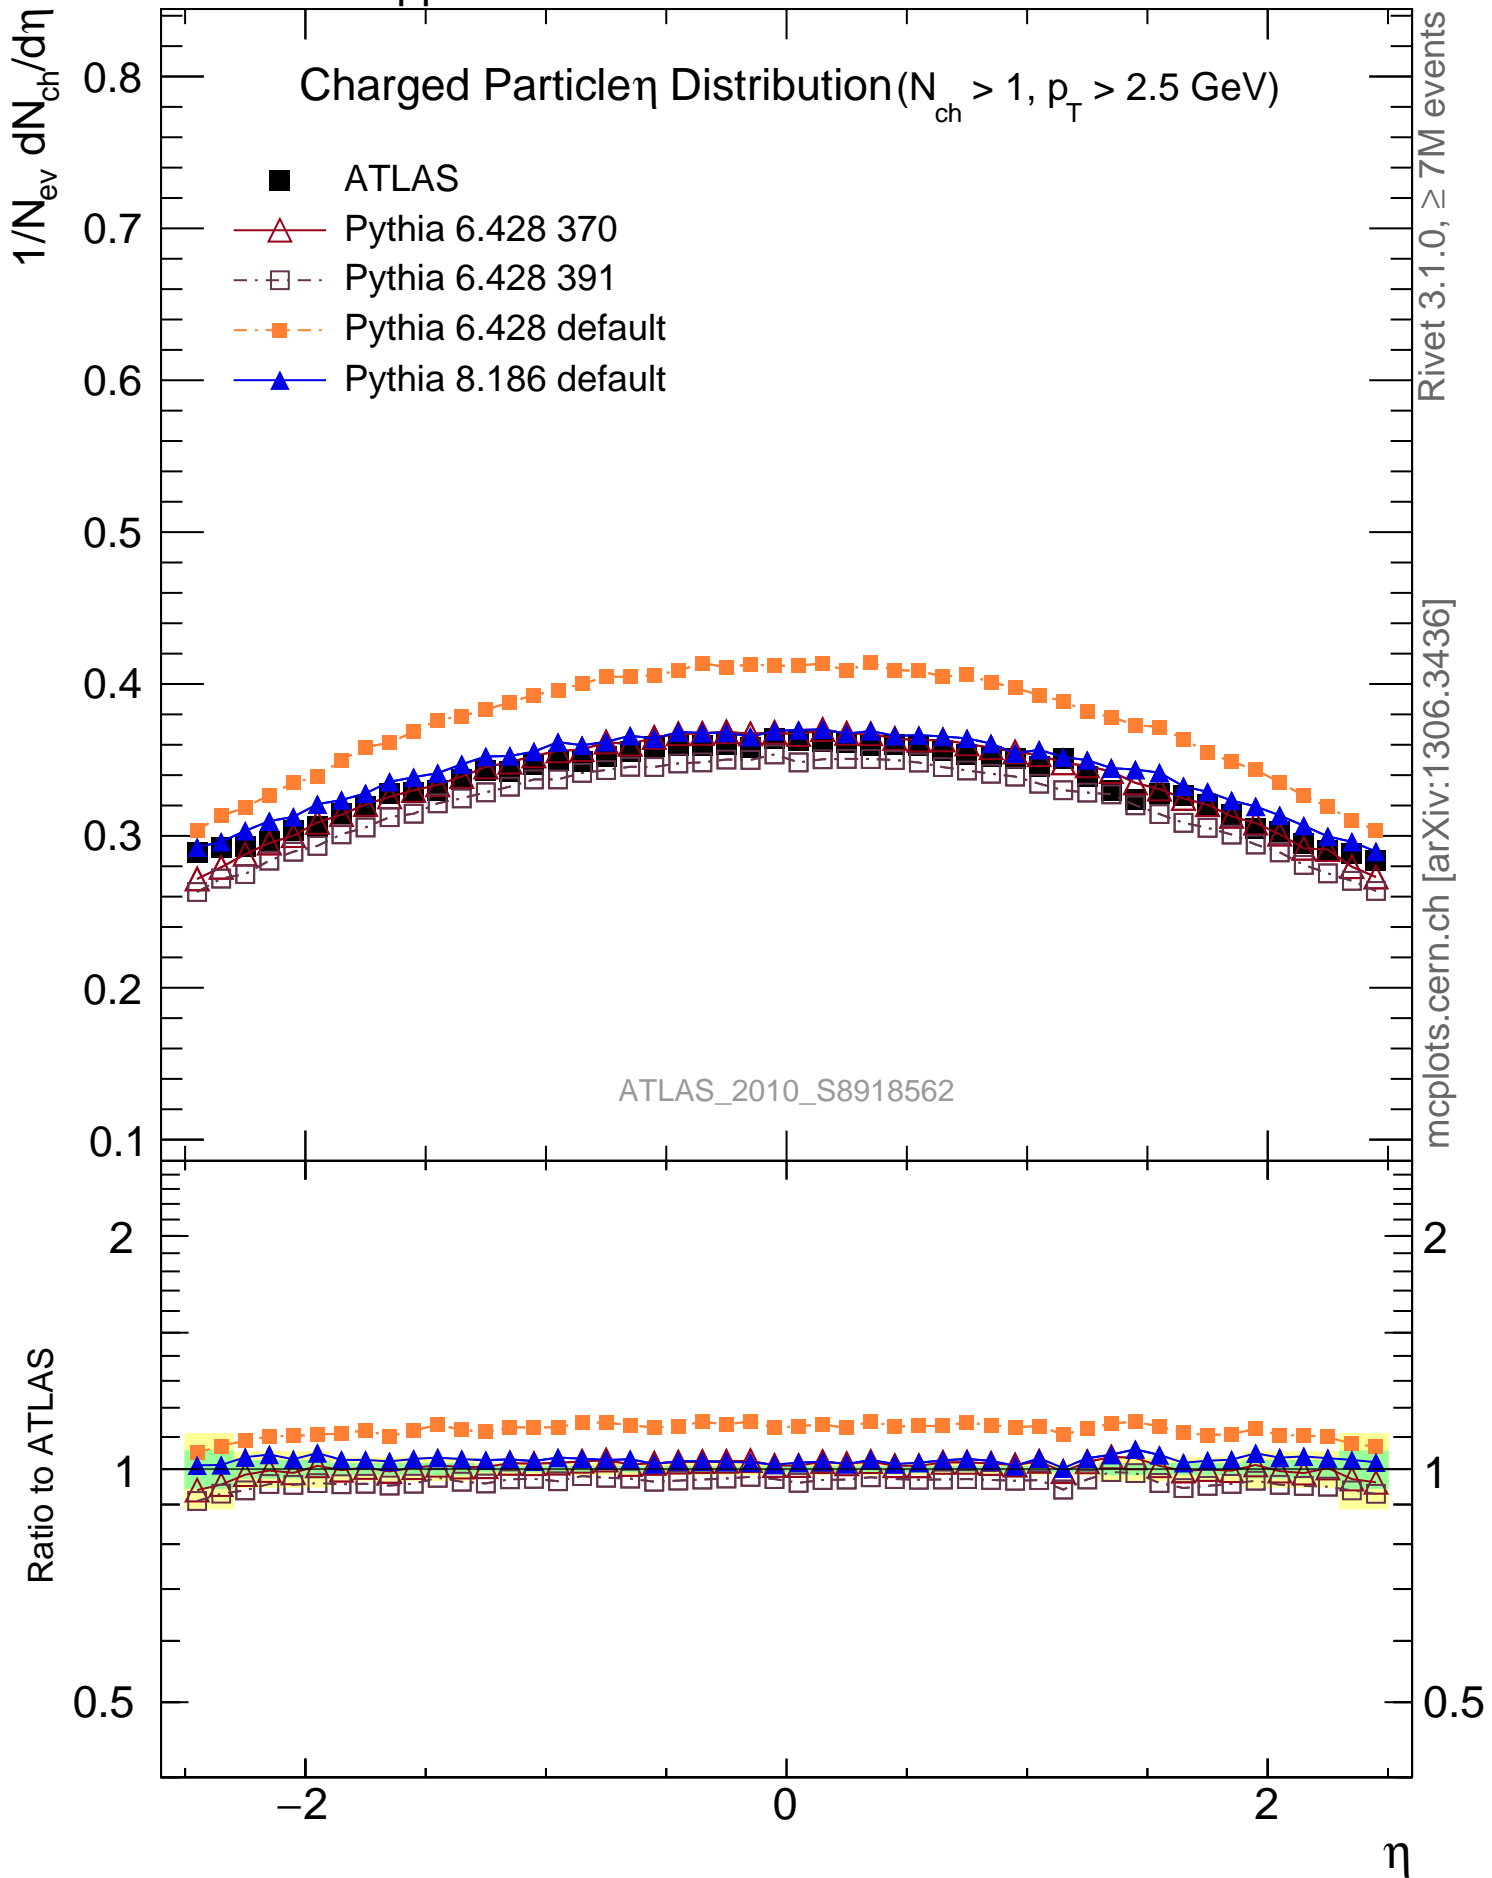 pp
1/N_ev dN_ch/dη
Charged Particleη Distribution (N_ch > 1, p_T > 2.5 GeV)
ATLAS
Pythia 6.428 370
Pythia 6.428 391
Pythia 6.428 default
Pythia 8.186 default
0.8
0.7
0.6
0.5
0.4
0.3
0.2
0.1
ATLAS_2010_S8918562
Rivet 3.1.0, ≥ 7M events
mcplots.cern.ch [arXiv:1306.3436]
Ratio to ATLAS
2
1
0.5
2
1
0.5
−2
0
2
η